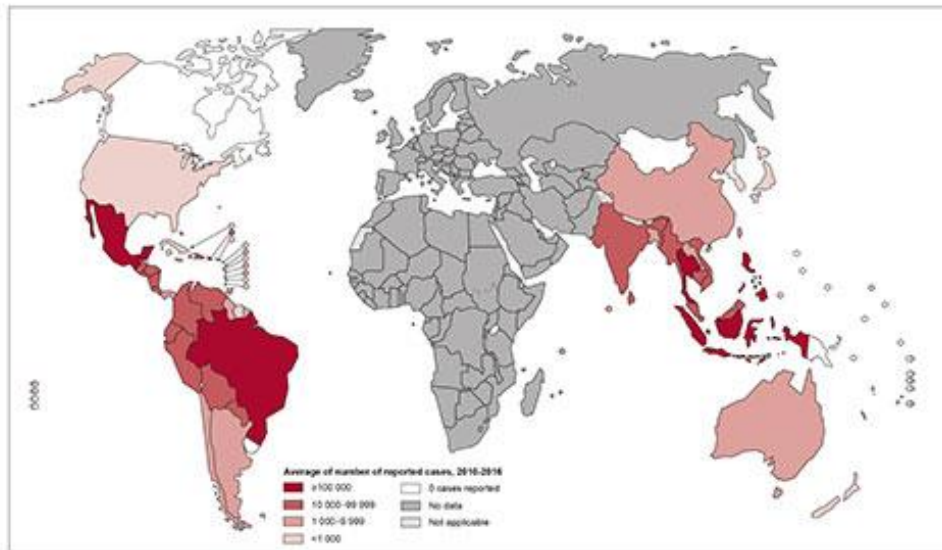 Average of number of reported cases, 2010-2016
≥100 000
10 000–99 999
1 000–9 999
<1 000
0 cases reported
No data
Not applicable